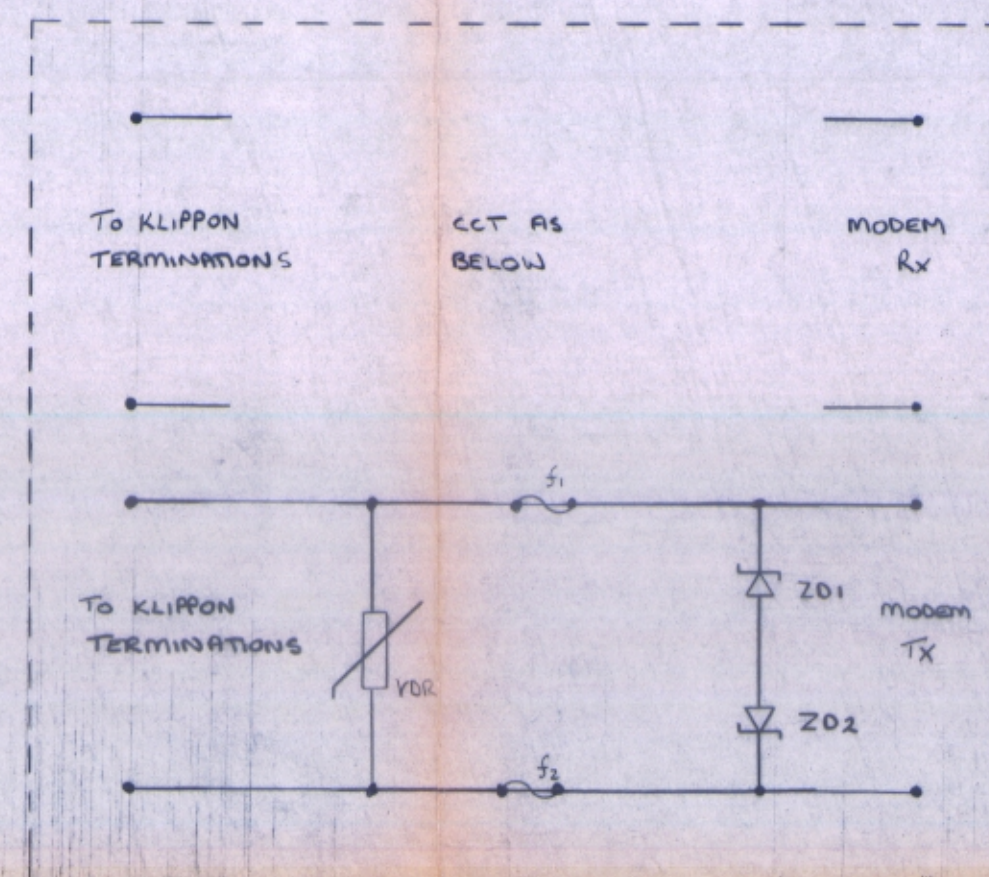 To KLIPPON
TERMINATIONS
CCT AS
BELOW
MODEM
Rx
f1
To KLIPPON
TERMINATIONS
VDR
ZD1
ZD2
MODEM
Tx
f2